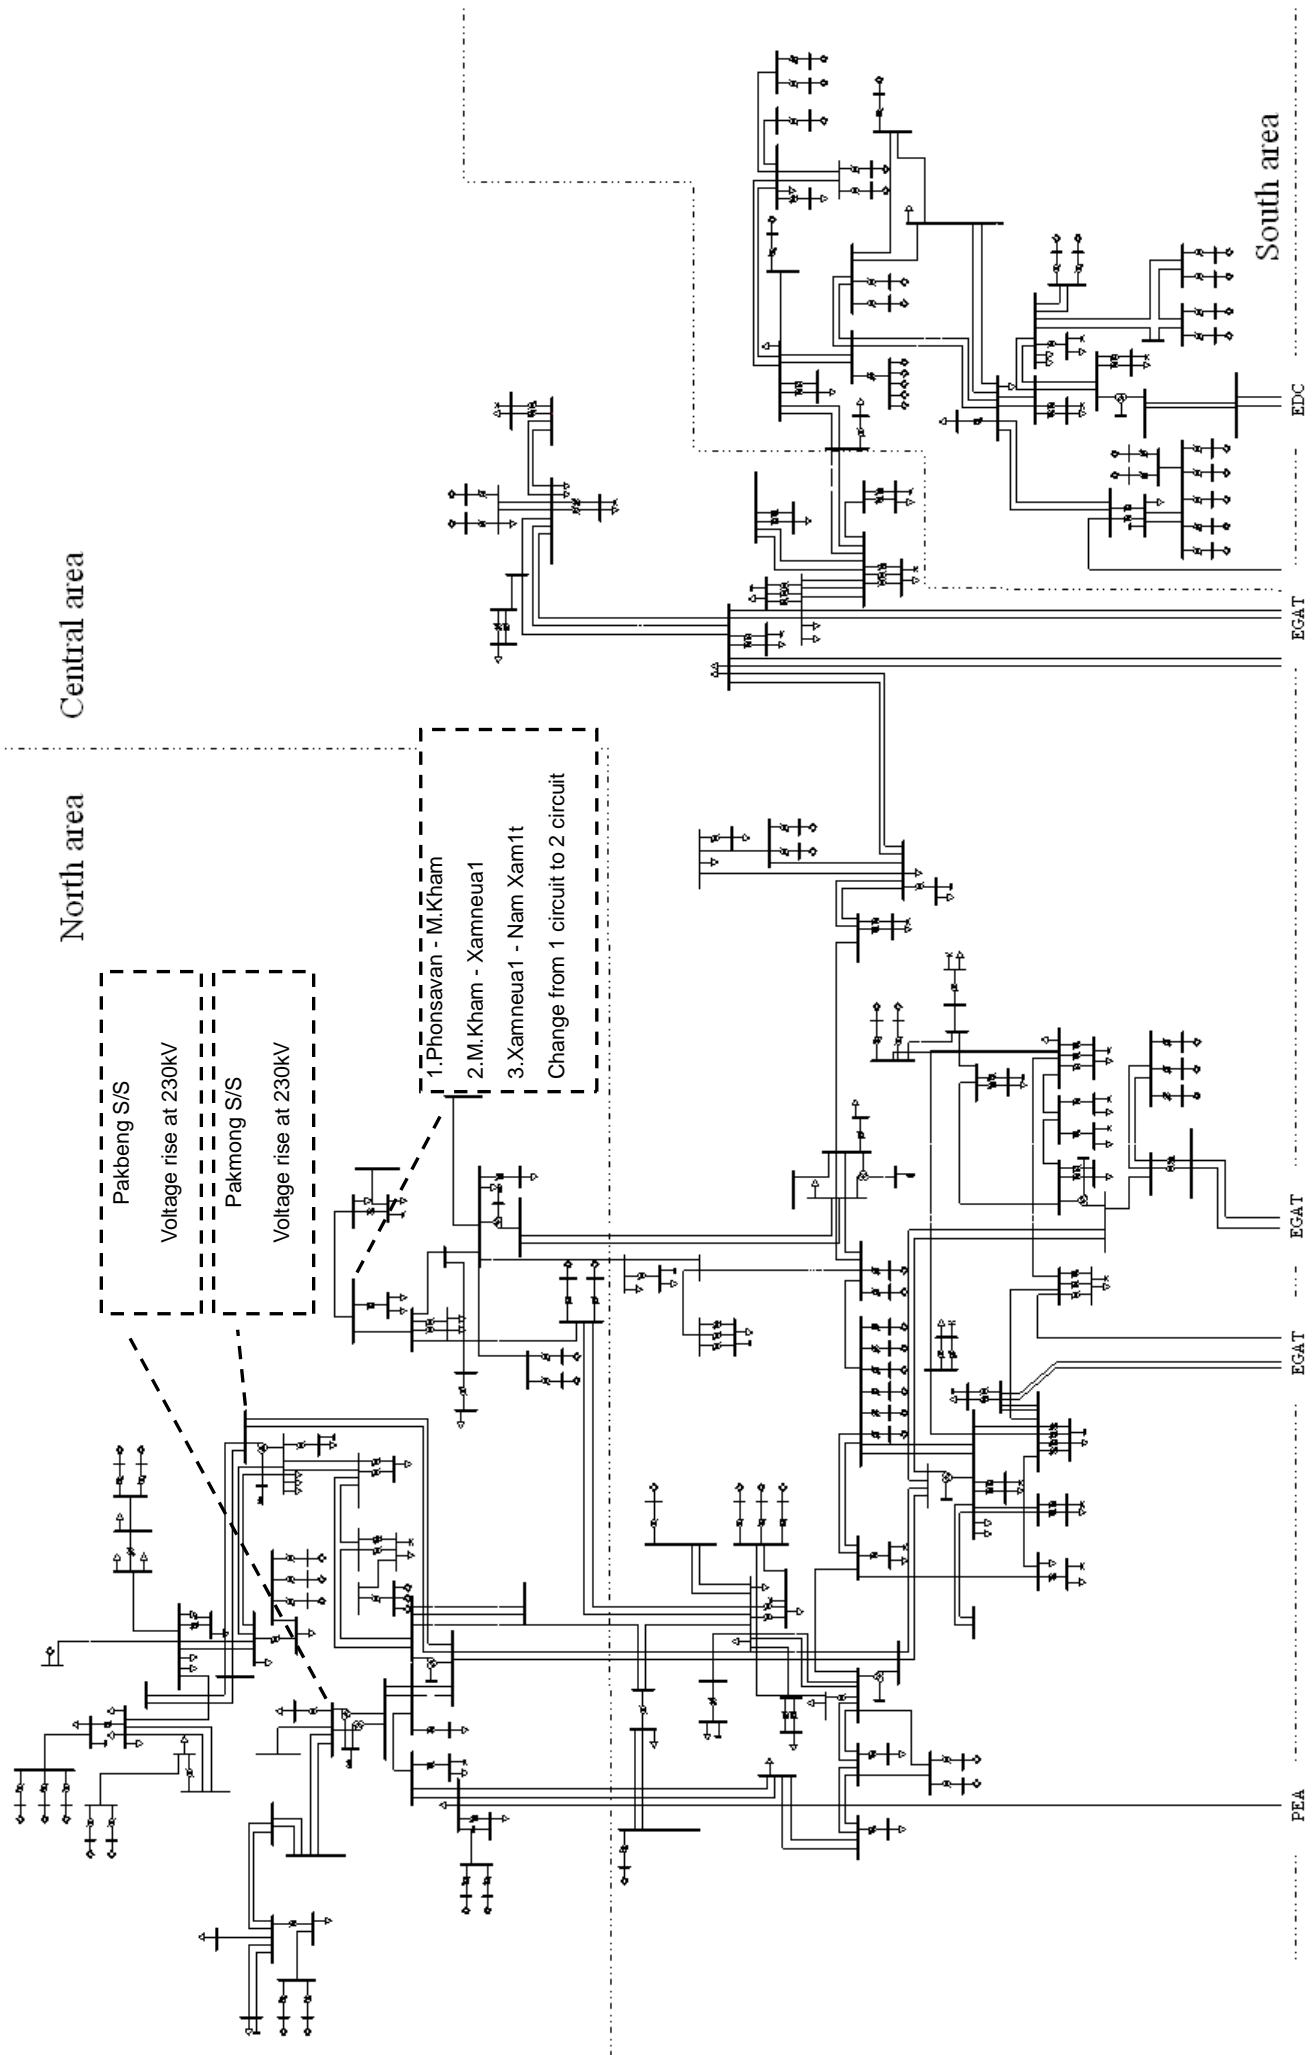 North area
Central area
South area
Pakbeng S/S
Voltage rise at 230kV
Pakmong S/S
Voltage rise at 230kV
1.Phonsavan - M.Kham
2.M.Kham - Xamneua1
3.Xamneua1 - Nam Xam1t
Change from 1 circuit to 2 circuit
PEA
EGAT
EGAT
EGAT
EDC